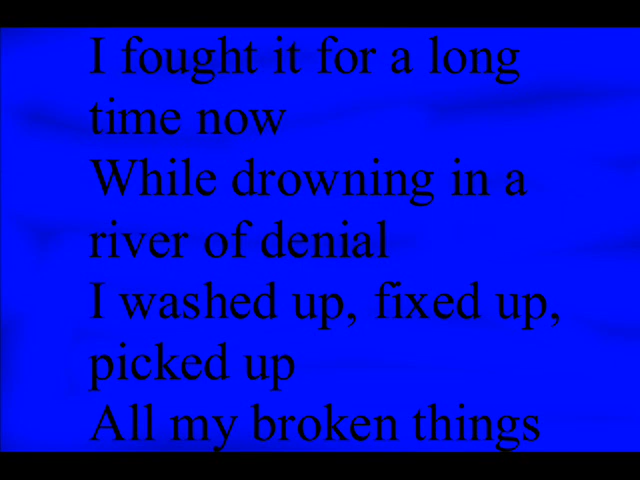 I fought it for a long
time now
While drowning in a
river of denial
I washed up, fixed up,
picked up
All my broken things